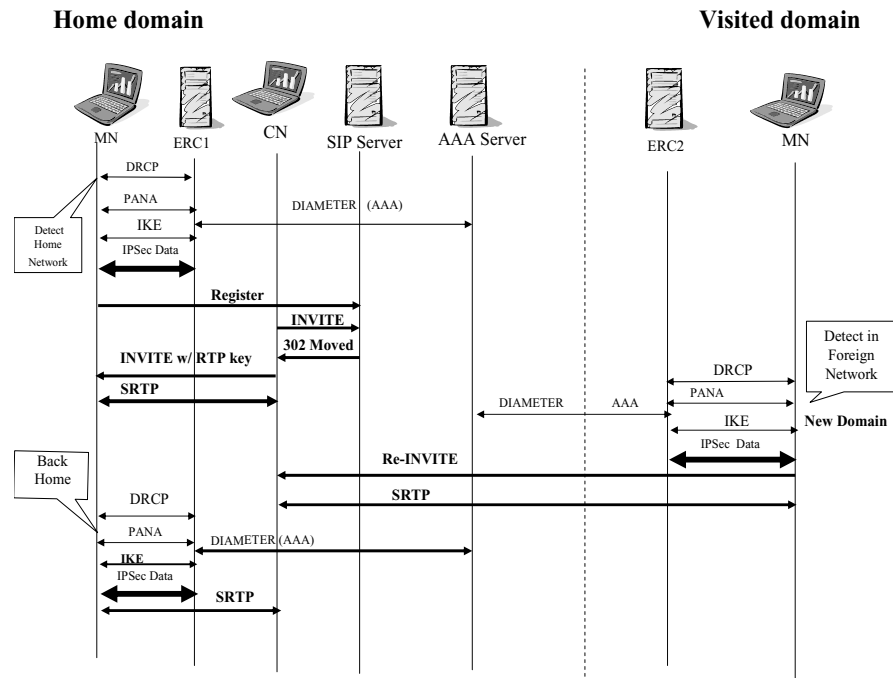 Home domain
Visited domain
MN
ERC1
CN
SIP Server
AAA Server
ERC2
MN
DRCP
PANA
DIAMETER (AAA)
IKE
IPSec Data
Detect
Home
Network
Register
INVITE
302 Moved
INVITE w/ RTP key
SRTP
Detect in
Foreign
Network
DRCP
PANA
DIAMETER AAA
IKE
New Domain
IPSec Data
Re-INVITE
SRTP
Back
Home
DRCP
PANA
DIAMETER (AAA)
IKE
IPSec Data
SRTP